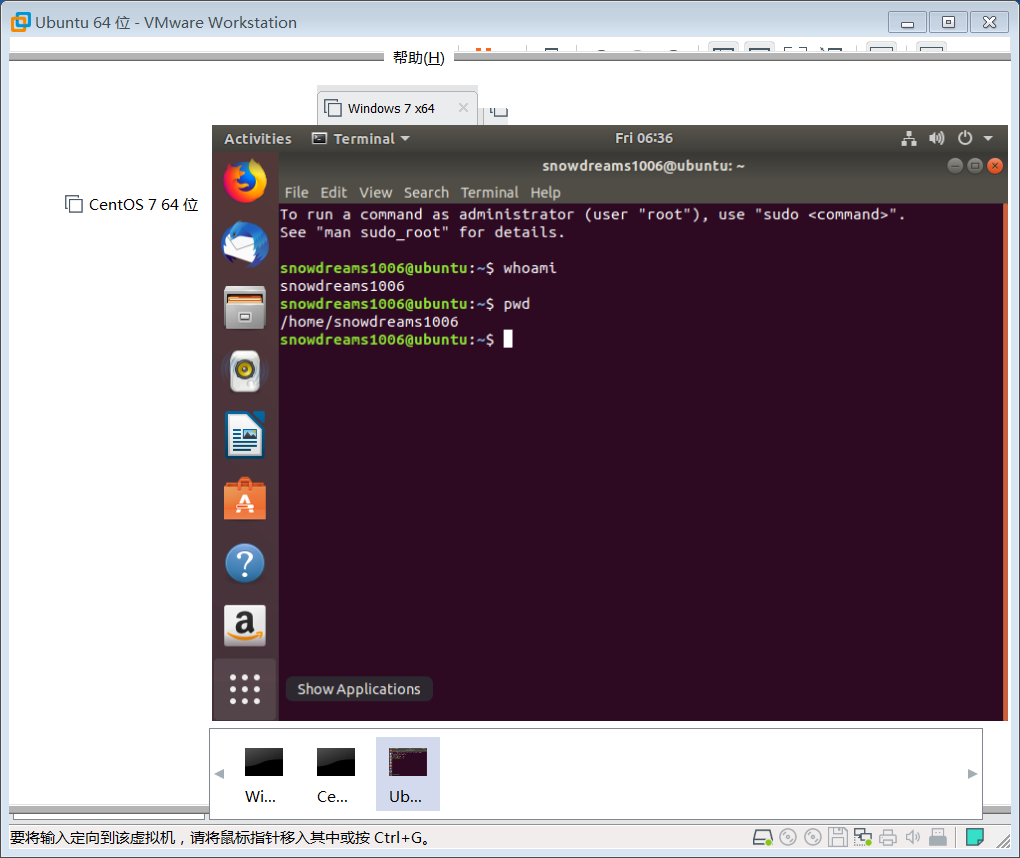 Ubuntu 64 位 - VMware Workstation
帮助(H)
Windows 7 x64
Activities Terminal Fri 06:36
snowdreams1006@ubuntu: ~
File Edit View Search Terminal Help
CentOS 7 64 位
To run a command as administrator (user "root"), use "sudo <command>".
See "man sudo_root" for details.
snowdreams1006@ubuntu:~$ whoami
snowdreams1006
snowdreams1006@ubuntu:~$ pwd
/home/snowdreams1006
snowdreams1006@ubuntu:~$
Show Applications
Wi... Ce... Ub...
要将输入定向到该虚拟机，请将鼠标指针移入其中或按 Ctrl+G。